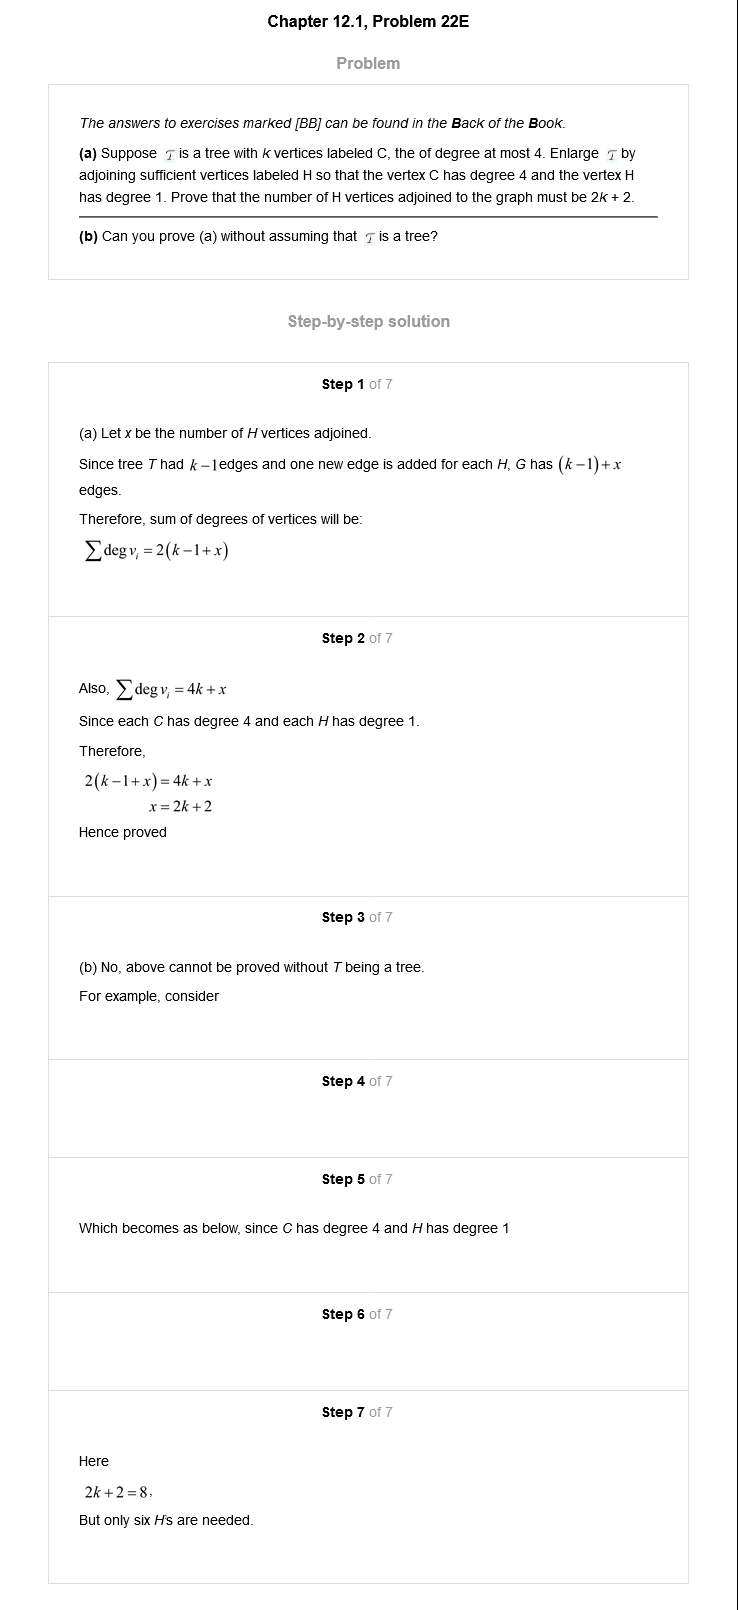 Chapter 12.1, Problem 22E
Problem
The answers to exercises marked [BB] can be found in the Back of the Book.
(a) Suppose T is a tree with k vertices labeled C, the of degree at most 4. Enlarge T by
adjoining sufficient vertices labeled H so that the vertex C has degree 4 and the vertex H
has degree 1. Prove that the number of H vertices adjoined to the graph must be 2k + 2.
(b) Can you prove (a) without assuming that T is a tree?
Step-by-step solution
Step 1 of 7
(a) Let x be the number of H vertices adjoined.
Since tree T had k−1edges and one new edge is added for each H, G has (k−1)+x
edges.
Therefore, sum of degrees of vertices will be:
∑deg vᵢ = 2(k−1+x)
Step 2 of 7
Also, ∑deg vᵢ = 4k + x
Since each C has degree 4 and each H has degree 1.
Therefore,
2(k−1+x) = 4k + x
x = 2k + 2
Hence proved
Step 3 of 7
(b) No, above cannot be proved without T being a tree.
For example, consider
Step 4 of 7
Step 5 of 7
Which becomes as below, since C has degree 4 and H has degree 1
Step 6 of 7
Step 7 of 7
Here
2k + 2 = 8,
But only six H's are needed.